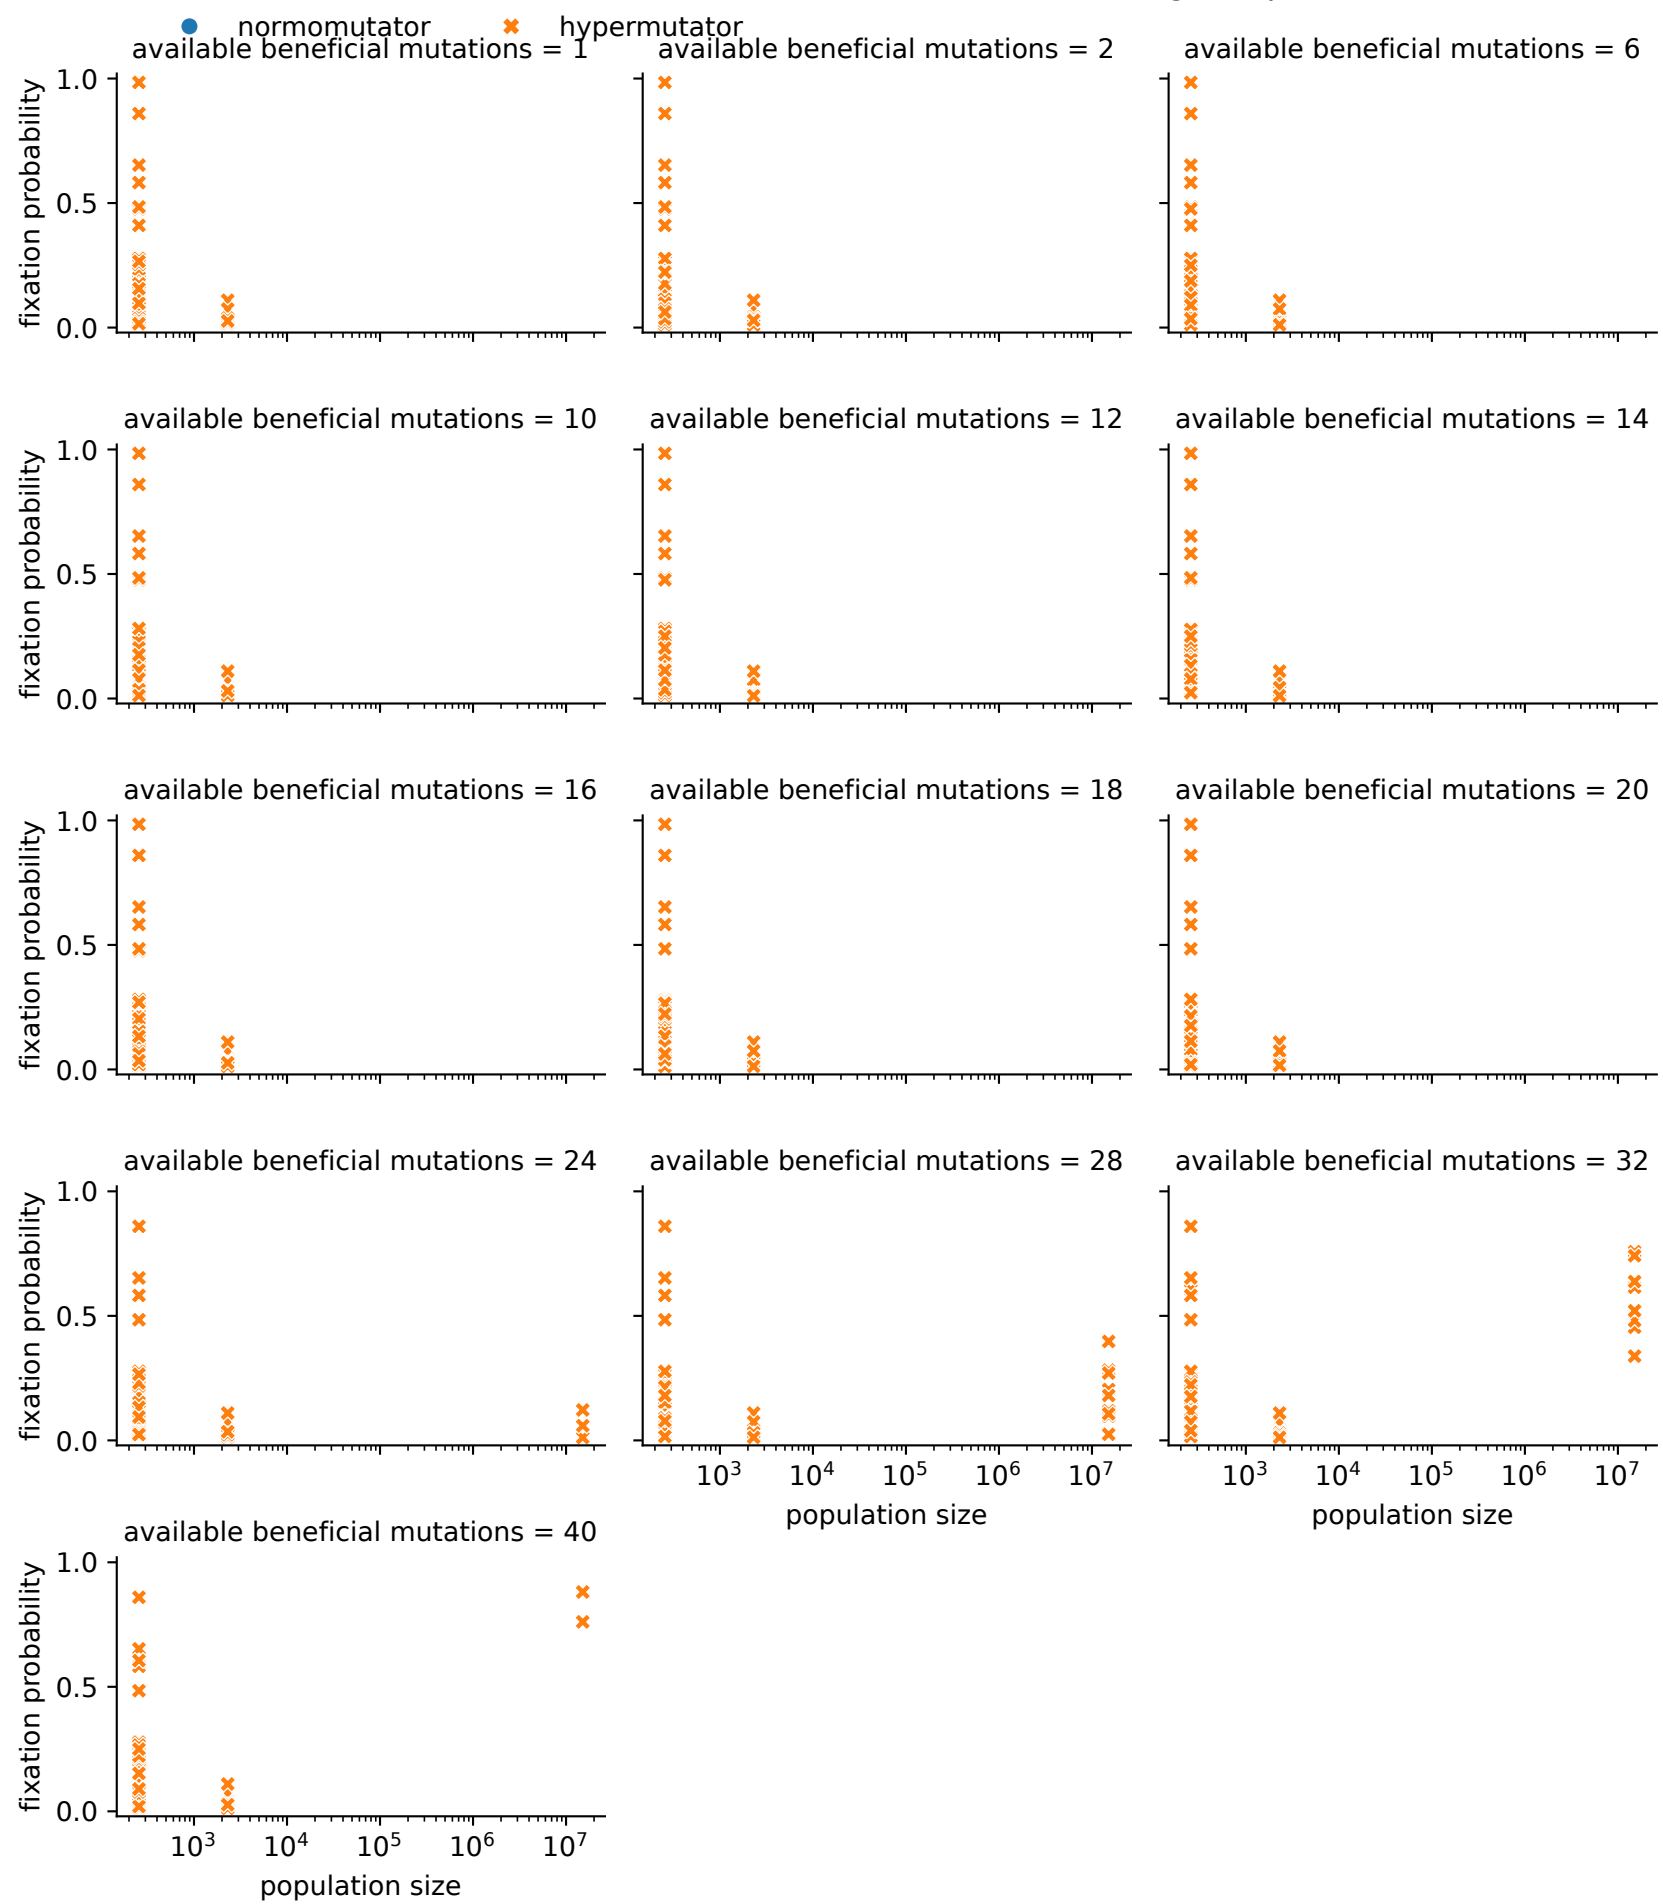 normomutator hypermutator
available beneficial mutations = 1 available beneficial mutations = 2 available beneficial mutations = 6
1.0
0.5
0.0
fixation probability
available beneficial mutations = 10 available beneficial mutations = 12 available beneficial mutations = 14
1.0
0.5
0.0
fixation probability
available beneficial mutations = 16 available beneficial mutations = 18 available beneficial mutations = 20
1.0
0.5
0.0
fixation probability
available beneficial mutations = 24 available beneficial mutations = 28 available beneficial mutations = 32
1.0
0.5
0.0
fixation probability
10³ 10⁴ 10⁵ 10⁶ 10⁷ 10³ 10⁴ 10⁵ 10⁶ 10⁷
population size population size
available beneficial mutations = 40
1.0
0.5
0.0
fixation probability
10³ 10⁴ 10⁵ 10⁶ 10⁷
population size